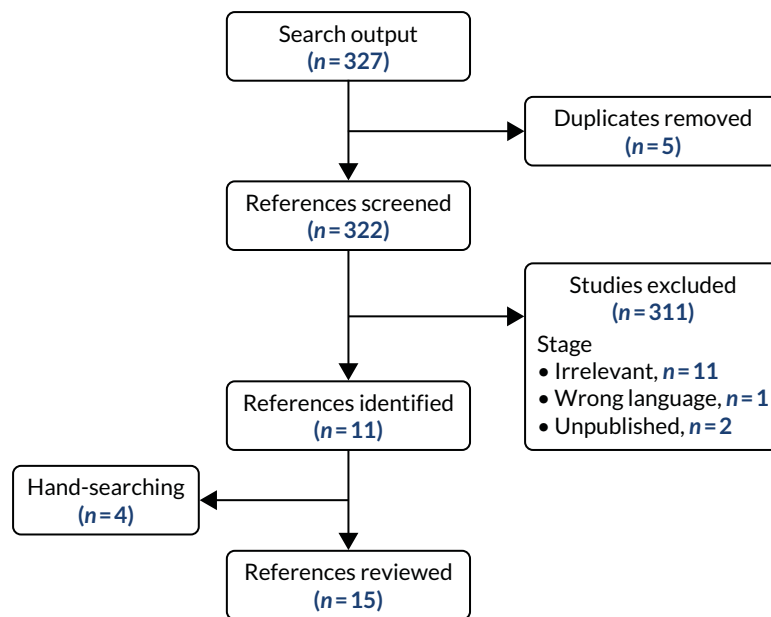 Search output
(n=327)
Duplicates removed
(n=5)
References screened
(n=322)
Studies excluded
(n=311)
Stage
• Irrelevant, n=11
• Wrong language, n=1
• Unpublished, n=2
References identified
(n=11)
Hand-searching
(n=4)
References reviewed
(n=15)